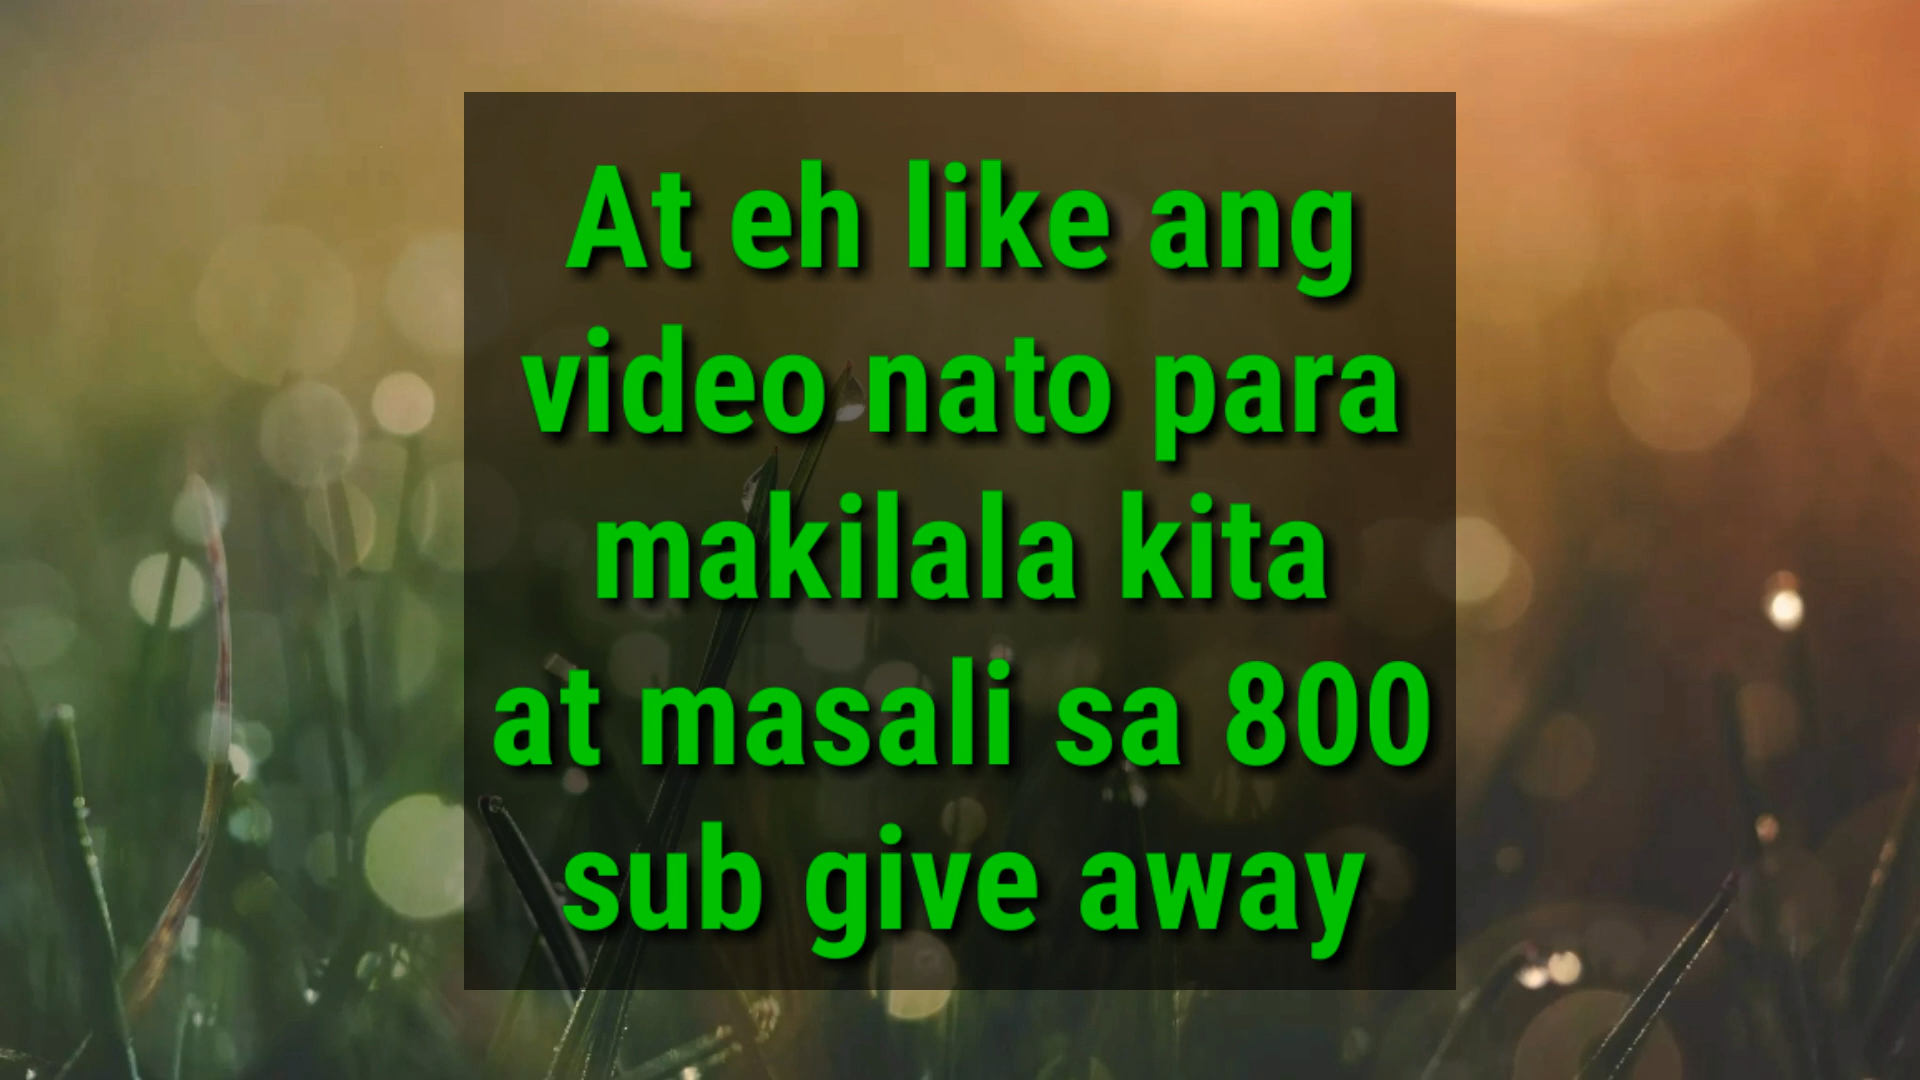 At eh like ang
video nato para
makilala kita
at masali sa 800
sub give away